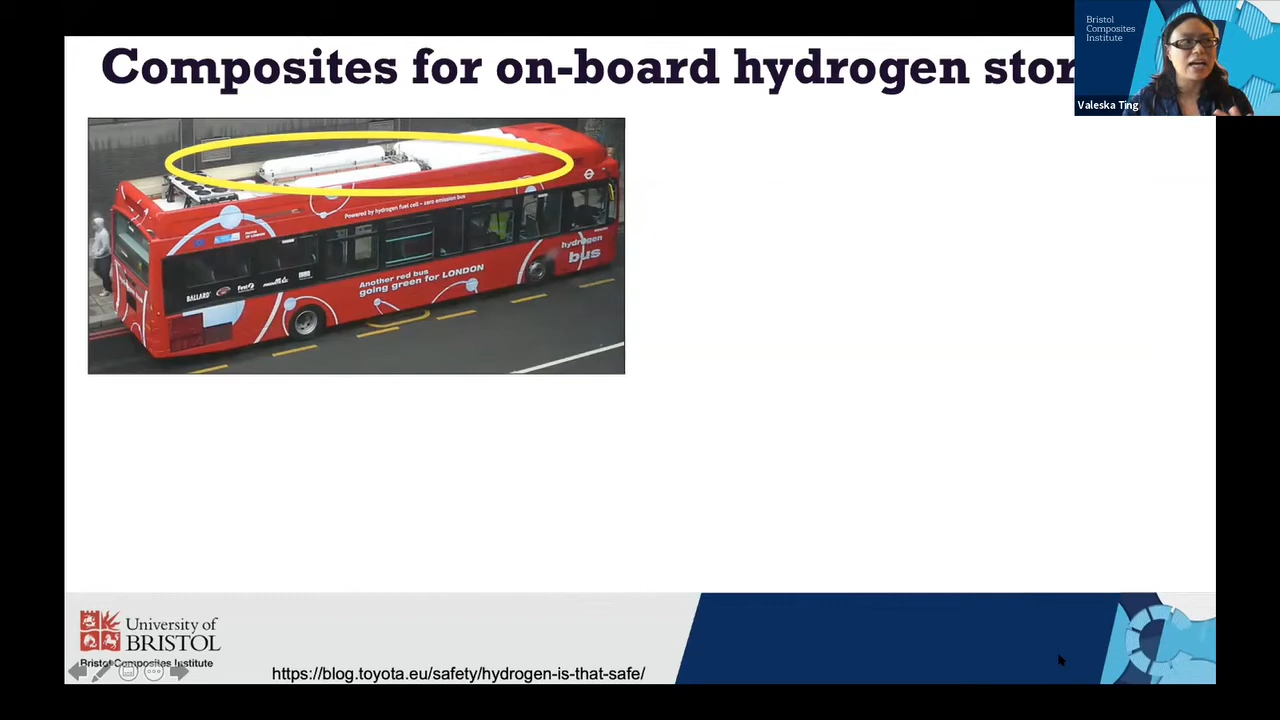 Composites for on-board hydrogen stor
Bristol
Composites
Institute
Valeska Ting
Powered by hydrogen fuel cell – zero emission bus
hydrogen
bus
Another red bus
going green for LONDON
BALLARD
First
University of
BRISTOL
Bristol Composites Institute
https://blog.toyota.eu/safety/hydrogen-is-that-safe/